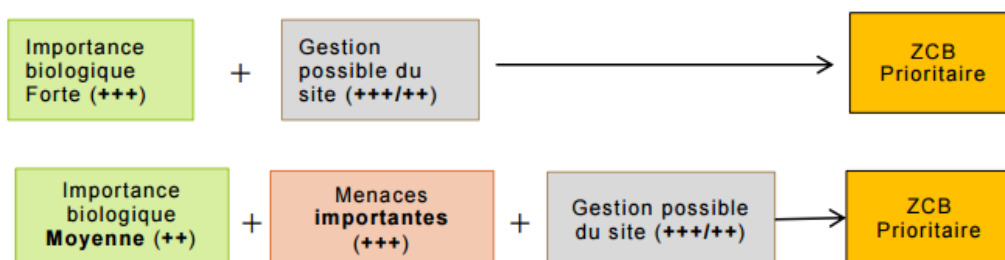 Importance
biologique
Forte (+++)
+
Gestion
possible du
site (+++/++)
ZCB
Prioritaire
Importance
biologique
Moyenne (++)
+
Menaces
importantes
(+++)
+
Gestion possible
du site (+++/++)
ZCB
Prioritaire